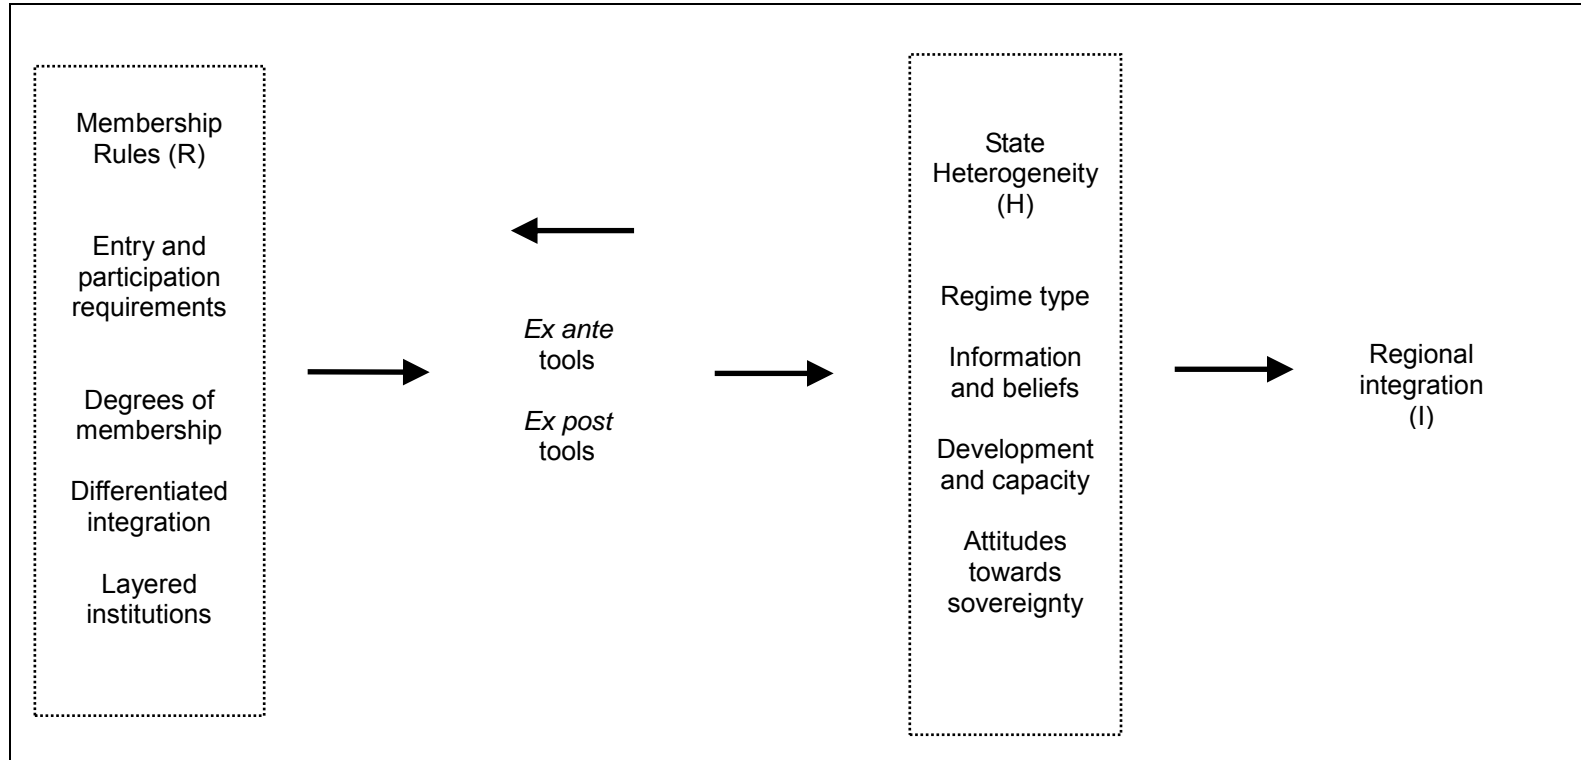 Membership
Rules (R)
Entry and
participation
requirements
Degrees of
membership
Differentiated
integration
Layered
institutions
Ex ante
tools
Ex post
tools
State
Heterogeneity
(H)
Regime type
Information
and beliefs
Development
and capacity
Attitudes
towards
sovereignty
Regional
integration
(I)